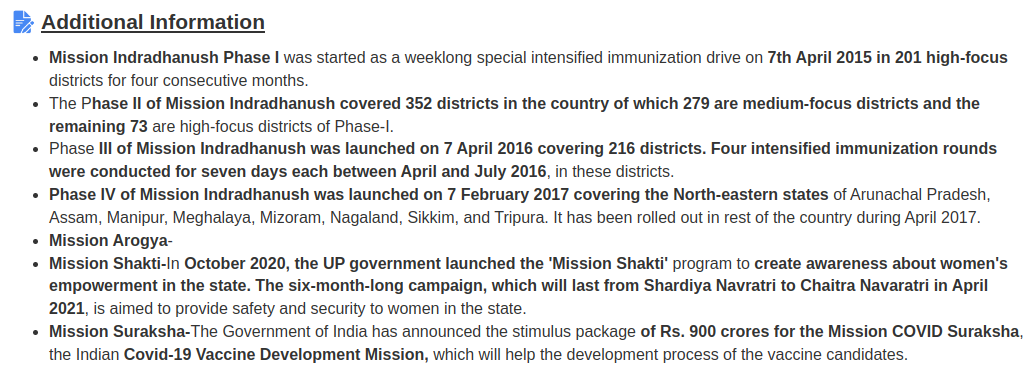 Additional Information
Mission Indradhanush Phase I was started as a weeklong special intensified immunization drive on 7th April 2015 in 201 high-focus
districts for four consecutive months.
The Phase II of Mission Indradhanush covered 352 districts in the country of which 279 are medium-focus districts and the
remaining 73 are high-focus districts of Phase-I.
Phase III of Mission Indradhanush was launched on 7 April 2016 covering 216 districts. Four intensified immunization rounds
were conducted for seven days each between April and July 2016, in these districts.
Phase IV of Mission Indradhanush was launched on 7 February 2017 covering the North-eastern states of Arunachal Pradesh,
Assam, Manipur, Meghalaya, Mizoram, Nagaland, Sikkim, and Tripura. It has been rolled out in rest of the country during April 2017.
Mission Arogya-
Mission Shakti-In October 2020, the UP government launched the 'Mission Shakti' program to create awareness about women's
empowerment in the state. The six-month-long campaign, which will last from Shardiya Navratri to Chaitra Navaratri in April
2021, is aimed to provide safety and security to women in the state.
Mission Suraksha-The Government of India has announced the stimulus package of Rs. 900 crores for the Mission COVID Suraksha,
the Indian Covid-19 Vaccine Development Mission, which will help the development process of the vaccine candidates.